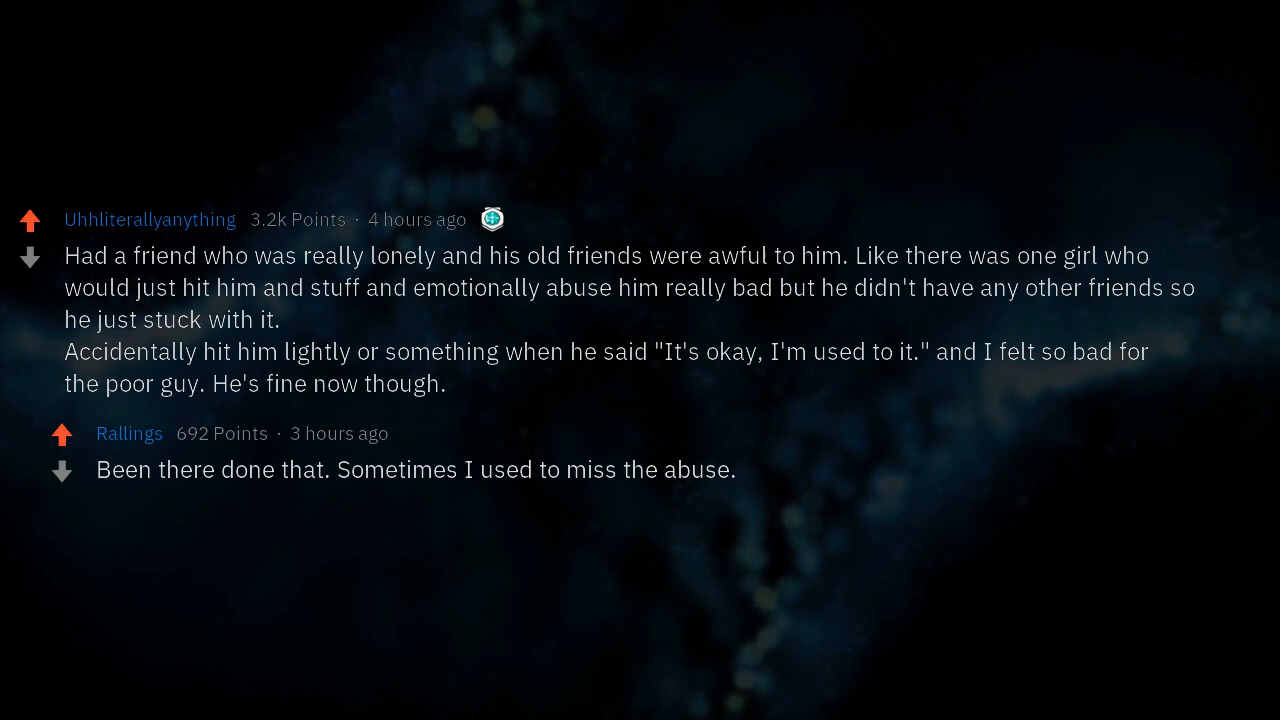 Uhhliterallyanything 3.2k Points · 4 hours ago
Had a friend who was really lonely and his old friends were awful to him. Like there was one girl who
would just hit him and stuff and emotionally abuse him really bad but he didn't have any other friends so
he just stuck with it.
Accidentally hit him lightly or something when he said "It's okay, I'm used to it." and I felt so bad for
the poor guy. He's fine now though.
Rallings 692 Points · 3 hours ago
Been there done that. Sometimes I used to miss the abuse.